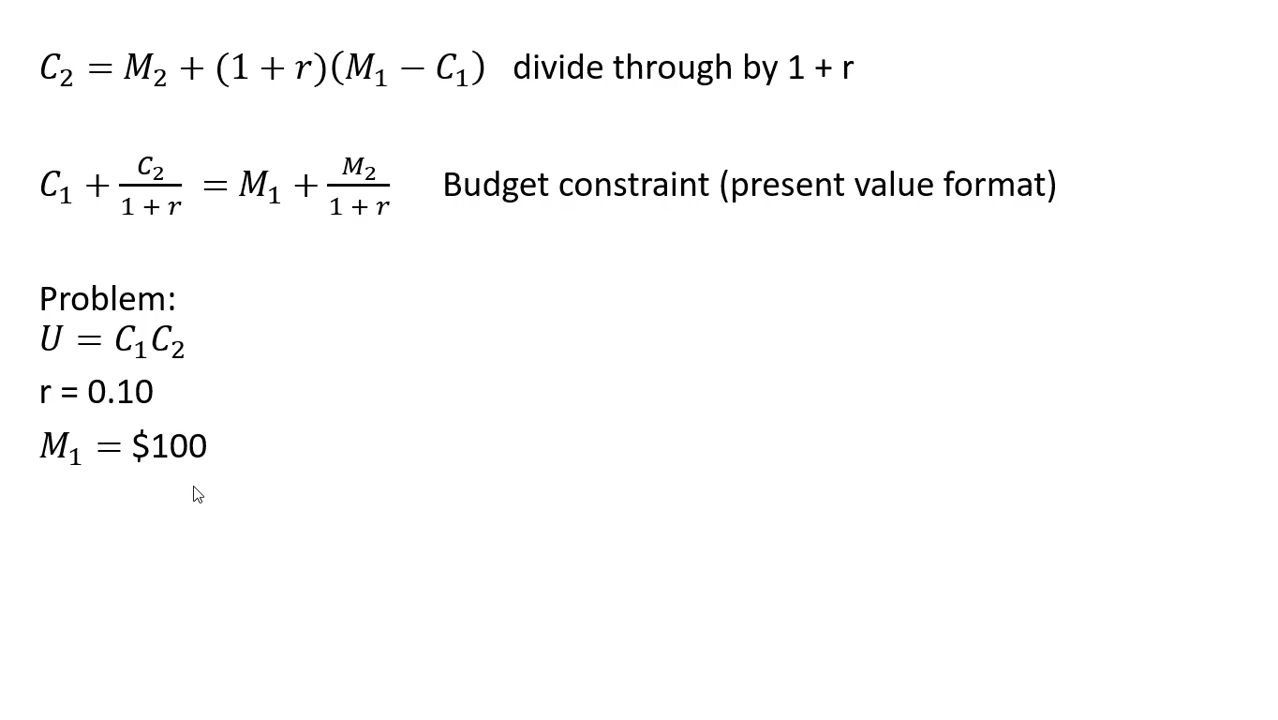 C₂ = M₂ + (1 + r)(M₁ − C₁) divide through by 1 + r
C₁ + C₂/(1 + r) = M₁ + M₂/(1 + r) Budget constraint (present value format)
Problem:
U = C₁C₂
r = 0.10
M₁ = $100